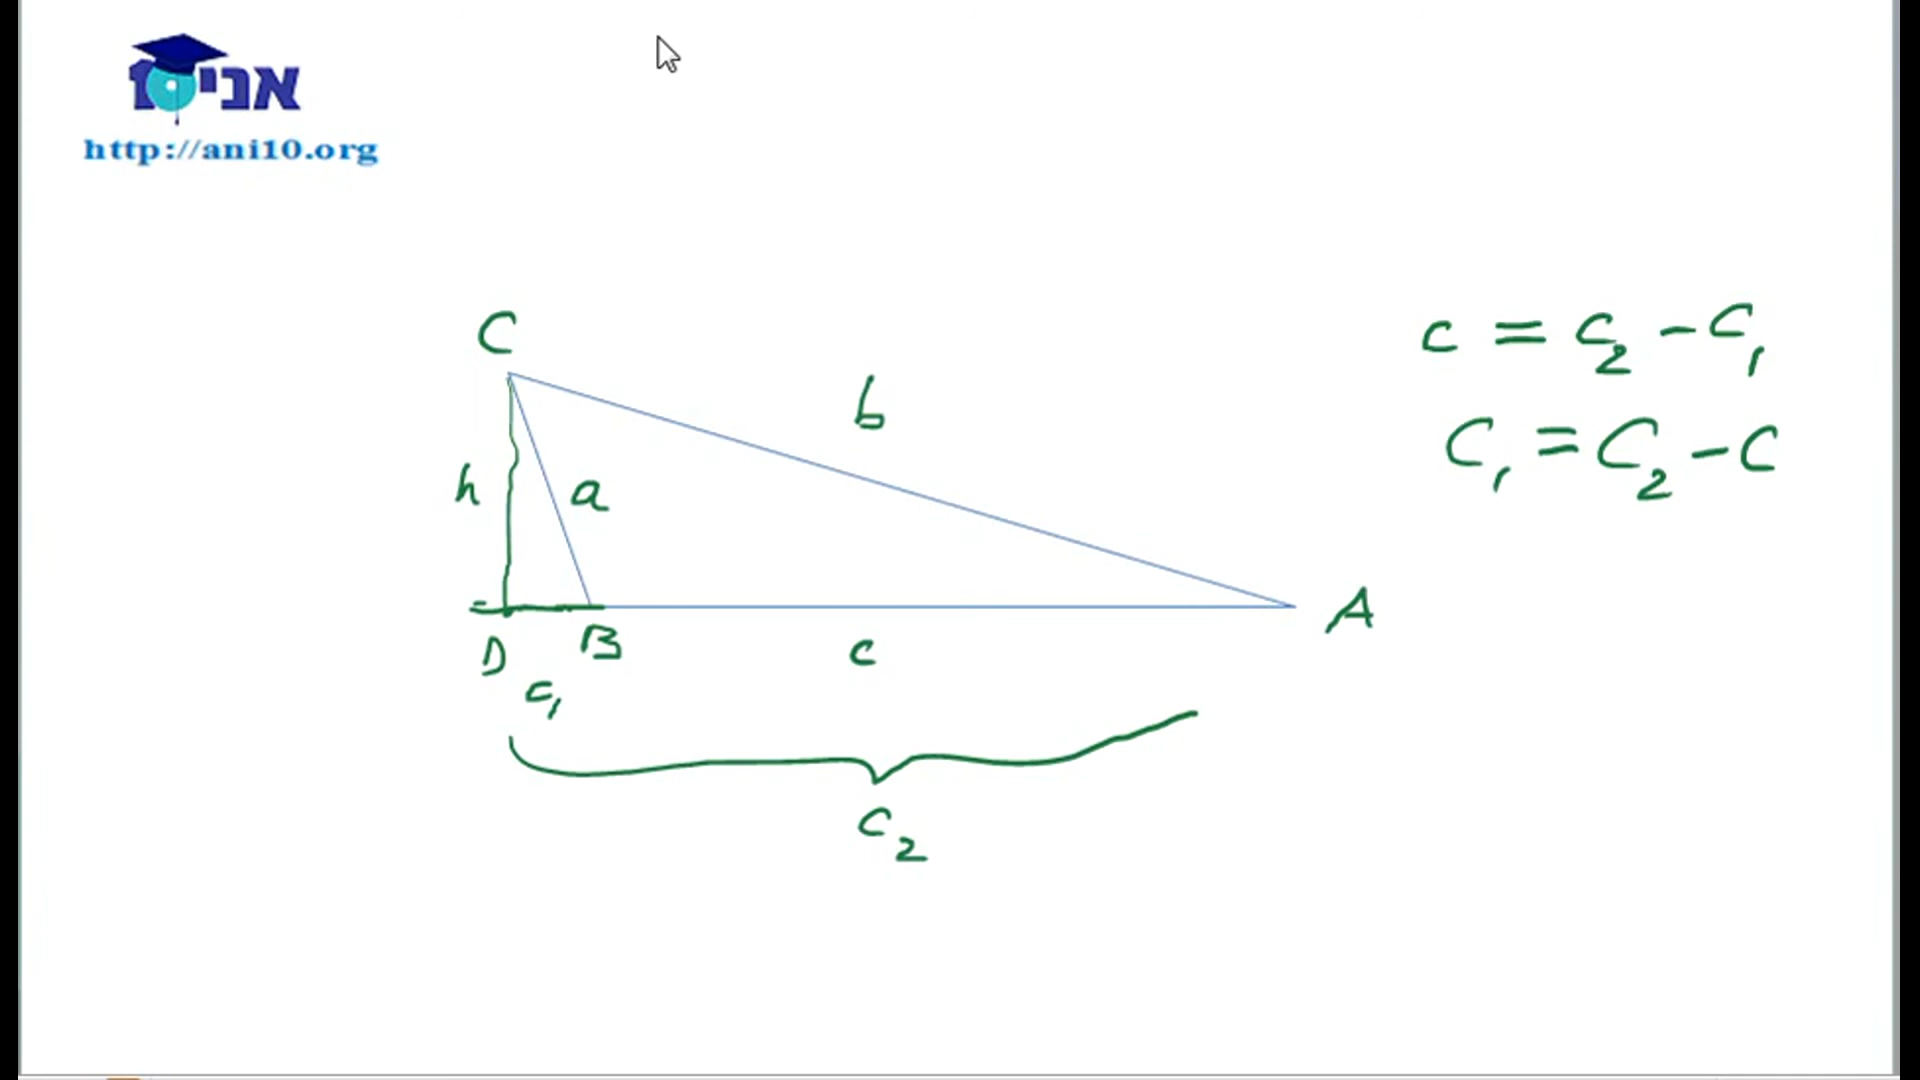 אני10
http://ani10.org
C
b
c = c₂ - c₁
C₁ = C₂ - C
h
a
A
D
B
c
c₁
c₂